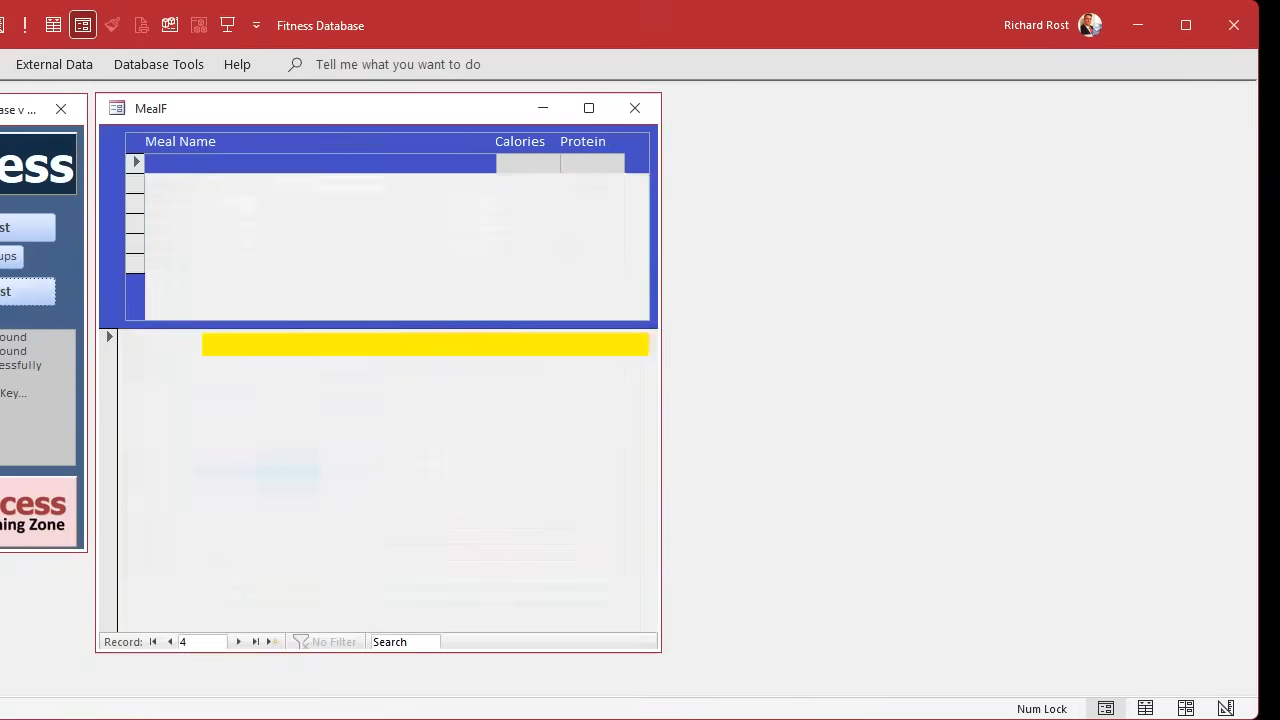 Fitness Database
Richard Rost
External Data
Database Tools
Help
Tell me what you want to do
ase v ...
MealF
ess
Meal Name
Calories
Protein
st
ups
st
ound
ound
essfully
Key...
cess
ning Zone
Record:
4
No Filter
Search
Num Lock